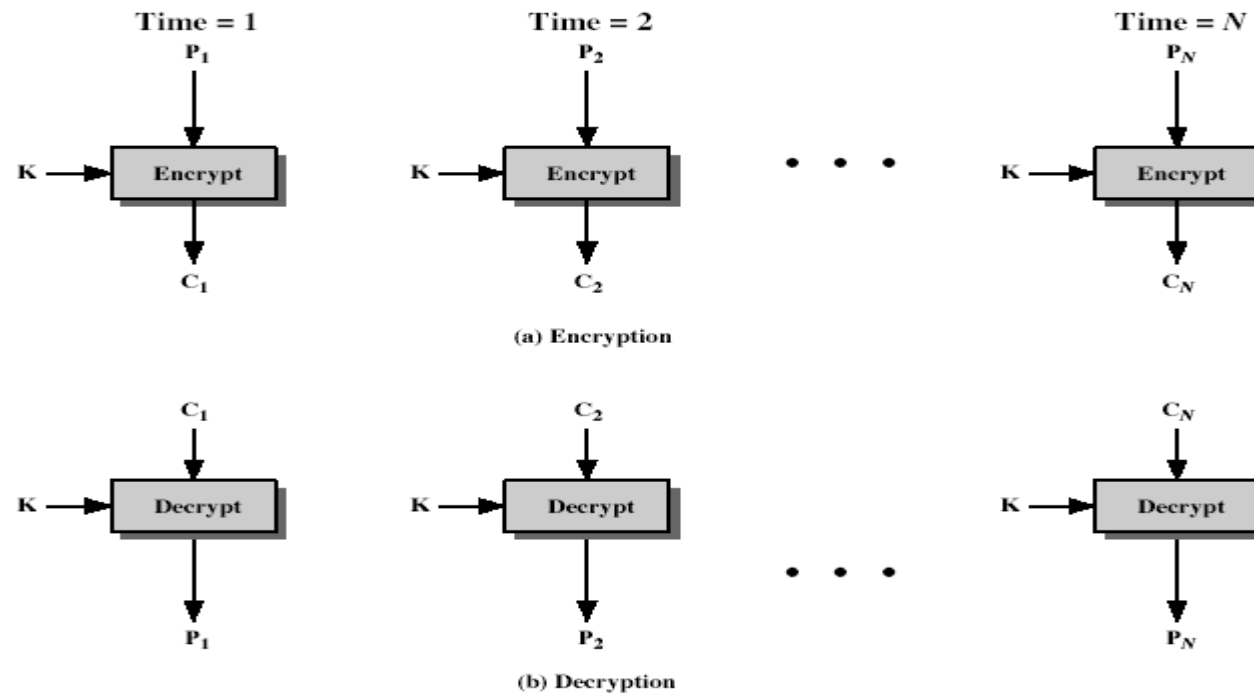 Time = 1 Time = 2 Time = N
P1 P2 PN
K Encrypt K Encrypt • • • K Encrypt
C1 C2 CN
(a) Encryption
C1 C2 CN
K Decrypt K Decrypt K Decrypt
• • •
P1 P2 PN
(b) Decryption